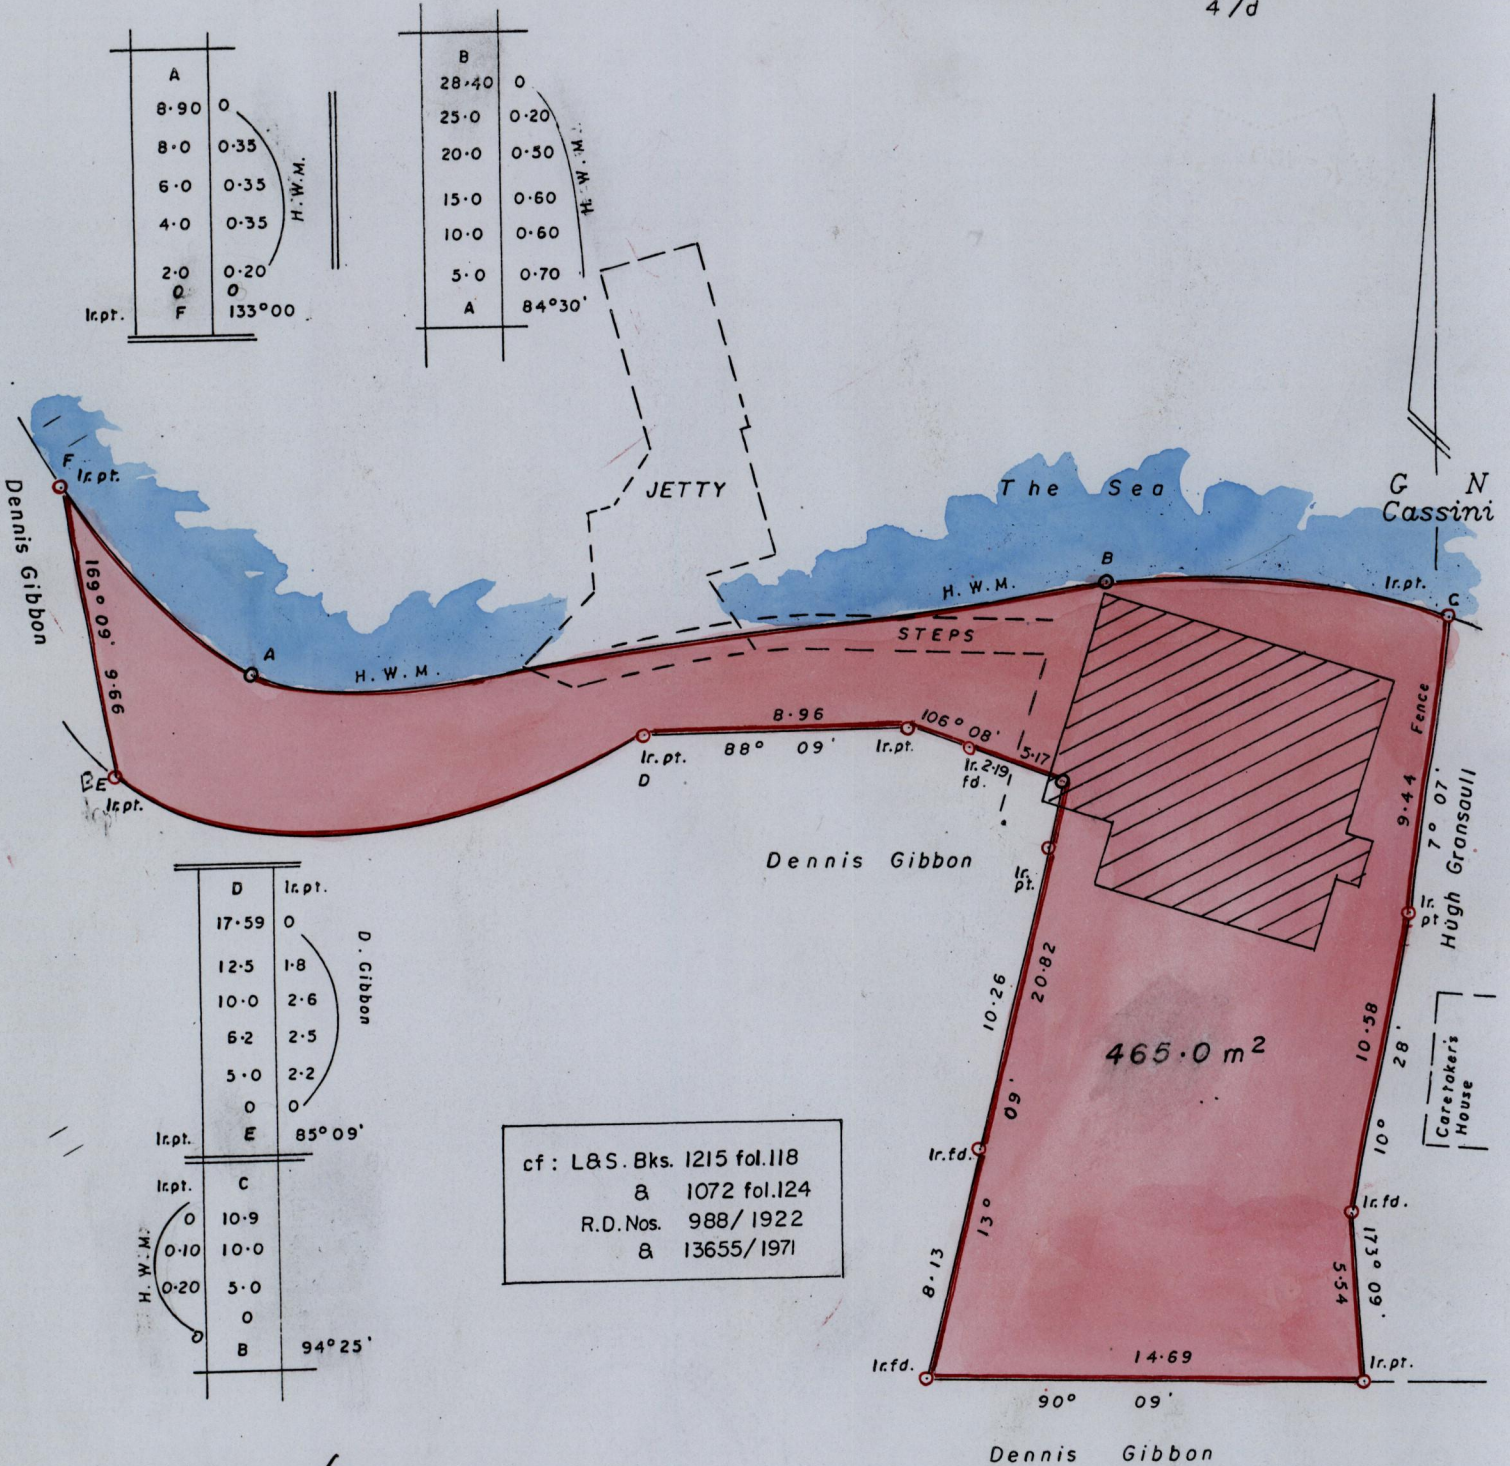 4/d
A
8·90 0
8·0 0·35
6·0 0·35
4·0 0·35
2·0 0·20
0 0
Ir.pt. F 133°00
H.W.M.
B
28·40 0
25·0 0·20
20·0 0·50
15·0 0·60
10·0 0·60
5·0 0·70
A 84°30'
H.W.M.
G N
Cassini
JETTY
The Sea
F
Ir.pt.
Dennis Gibbon
169° 09' 9·66
A
H.W.M.
H.W.M.
B
Ir.pt.
C
STEPS
E
Ir.pt.
8·96
88° 09'
Ir.pt.
D
Ir.pt.
106° 08'
5·17
Ir. 2·19
fd.
Ir.
pt.
Dennis Gibbon
Fence
9·44
7° 07'
Hugh Gransaull
Ir.
pt
10·26
20·82
465·0 m²
10·58
28'
10°
Caretaker's
House
09'
13°
Ir.fd.
8·13
Ir.fd.
173° 09'
5·54
Ir.fd.
14·69
Ir.pt.
90° 09'
Dennis Gibbon
D Ir.pt.
17·59 0
12·5 1·8
10·0 2·6
6·2 2·5
5·0 2·2
0 0
Ir.pt. E 85°09'
D. Gibbon
Ir.pt. C
0 10·9
0·10 10·0
0·20 5·0
0
0 B 94°25'
H.W.M.
cf: L&S. Bks. 1215 fol.118
& 1072 fol.124
R.D.Nos. 988/1922
& 13655/1971